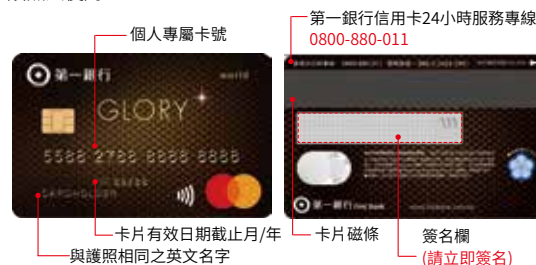 個人專屬卡號
第一銀行
world
GLORY
5588 2788 8888 8888
CARDHOLDER
卡片有效日期截止月/年
與護照相同之英文名字
第一銀行信用卡24小時服務專線
0800-880-011
第一銀行 First Bank
卡片磁條
簽名欄
(請立即簽名)